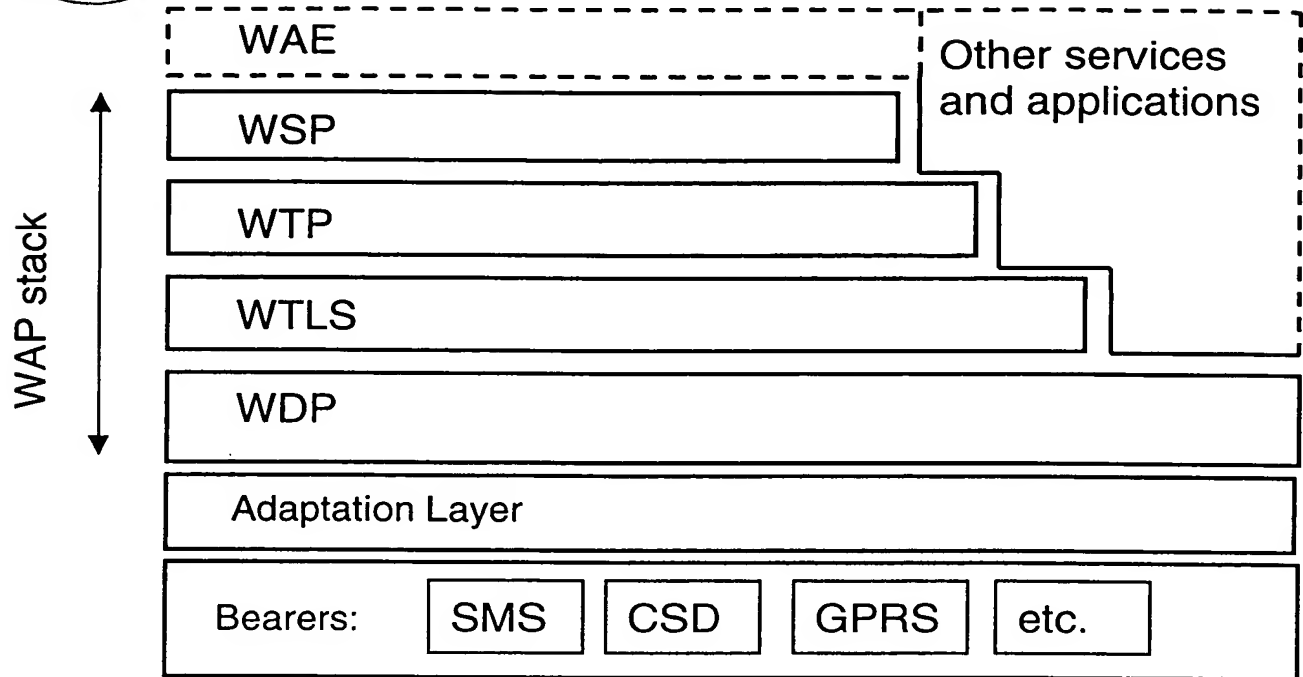 WAE
Other services
and applications
WSP
WTP
WTLS
WDP
WAP stack
Adaptation Layer
Bearers: SMS CSD GPRS etc.